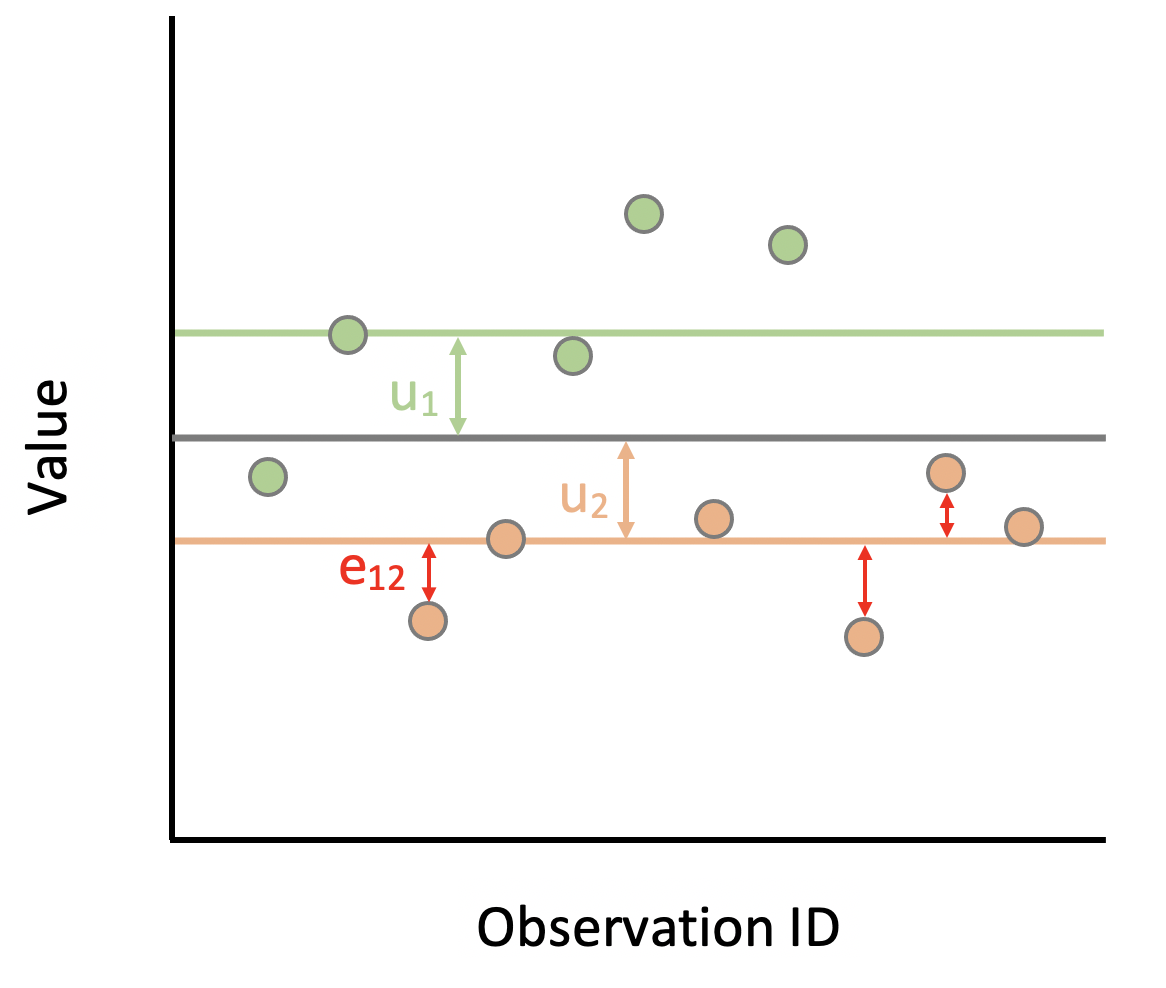 Value
u₁
u₂
e₁₂
Observation ID